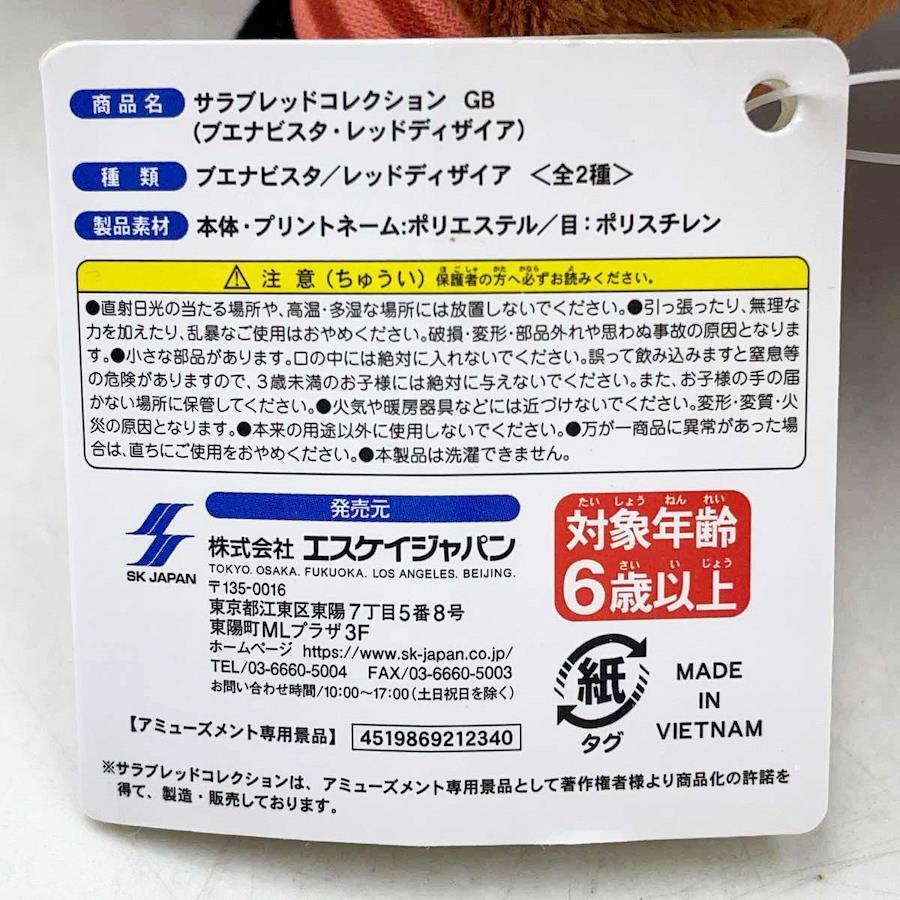 商品名 サラブレッドコレクション GB
(ブエナビスタ・レッドディザイア)
種類 ブエナビスタ/レッドディザイア <全2種>
製品素材 本体・プリントネーム:ポリエステル/目:ポリスチレン
⚠ 注意(ちゅうい) 保護者の方へ必ずお読みください。
●直射日光の当たる場所や、高温・多湿な場所には放置しないでください。●引っ張ったり、無理な
力を加えたり、乱暴なご使用はおやめください。破損・変形・部品外れや思わぬ事故の原因となりま
す。●小さな部品があります。口の中には絶対に入れないでください。誤って飲み込みますと窒息等
の危険がありますので、3歳未満のお子様には絶対に与えないでください。また、お子様の手の届
かない場所に保管してください。●火気や暖房器具などには近づけないでください。変形・変質・火
災の原因となります。●本来の用途以外に使用しないでください。●万が一商品に異常があった場合
は、直ちにご使用をおやめください。●本製品は洗濯できません。
SK JAPAN
発売元
株式会社 エスケイジャパン
TOKYO. OSAKA. FUKUOKA. LOS ANGELES. BEIJING.
〒135-0016
東京都江東区東陽7丁目5番8号
東陽町MLプラザ3F
ホームページ https://www.sk-japan.co.jp/
TEL/03-6660-5004 FAX/03-6660-5003
お問い合わせ時間/10:00~17:00(土日祝日を除く)
たいしょうねんれい
対象年齢
さいいじょう
6歳以上
紙
タグ
MADE
IN
VIETNAM
【アミューズメント専用景品】 4519869212340
※サラブレッドコレクションは、アミューズメント専用景品として著作権者様より商品化の許諾を
得て、製造・販売しております。